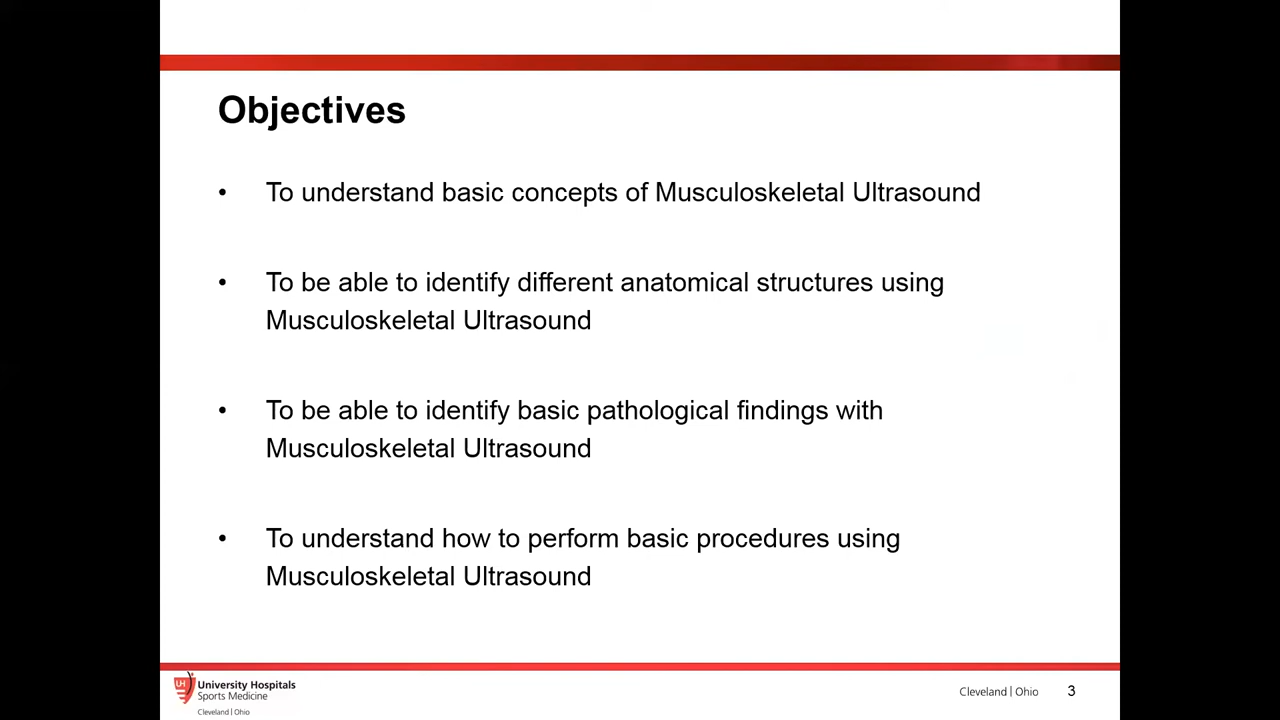 Objectives
• To understand basic concepts of Musculoskeletal Ultrasound
• To be able to identify different anatomical structures using
Musculoskeletal Ultrasound
• To be able to identify basic pathological findings with
Musculoskeletal Ultrasound
• To understand how to perform basic procedures using
Musculoskeletal Ultrasound
UH
University Hospitals
Sports Medicine
Cleveland | Ohio
Cleveland | Ohio 3